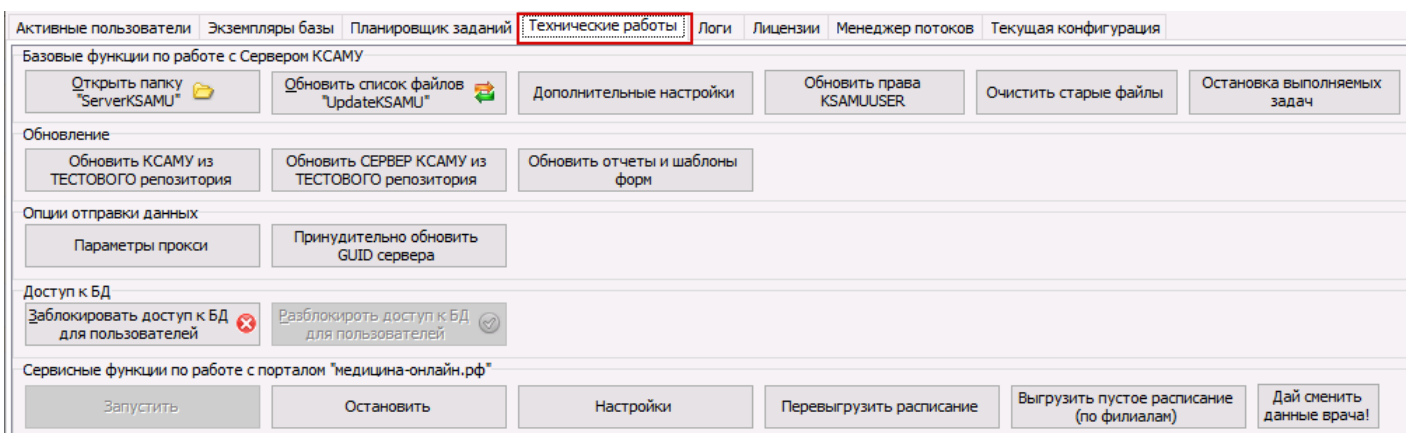 Активные пользователи Экземпляры базы Планировщик заданий Технические работы Логи Лицензии Менеджер потоков Текущая конфигурация
Базовые функции по работе с Сервером КСАМУ
Открыть папку
"ServerKSAMU"
Обновить список файлов
"UpdateKSAMU"
Дополнительные настройки
Обновить права
KSAMUUSER
Очистить старые файлы
Остановка выполняемых
задач
Обновление
Обновить КСАМУ из
ТЕСТОВОГО репозитория
Обновить СЕРВЕР КСАМУ из
ТЕСТОВОГО репозитория
Обновить отчеты и шаблоны
форм
Опции отправки данных
Параметры прокси
Принудительно обновить
GUID сервера
Доступ к БД
Заблокировать доступ к БД
для пользователей
Разблокироть доступ к БД
для пользователей
Сервисные функции по работе с порталом "медицина-онлайн.рф"
Запустить
Остановить
Настройки
Перевыгрузить расписание
Выгрузить пустое расписание
(по филиалам)
Дай сменить
данные врача!